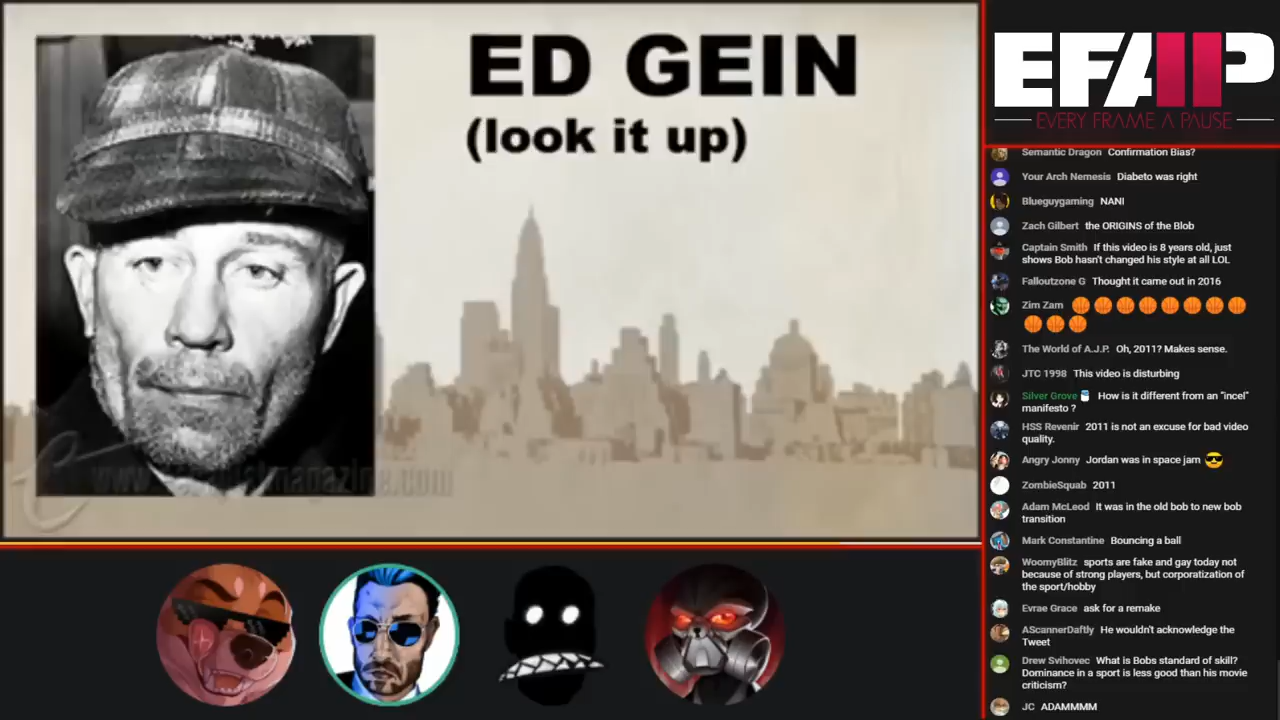 ED GEIN
(look it up)
EFAP
EVERY FRAME A PAUSE
Semantic Dragon Confirmation Bias?
Your Arch Nemesis Diabeto was right
Blueguygaming NANI
Zach Gilbert the ORIGINS of the Blob
Captain Smith If this video is 8 years old, just
shows Bob hasn't changed his style at all LOL
Falloutzone G Thought it came out in 2016
Zim Zam
The World of A.J.P. Oh, 2011? Makes sense.
JTC 1998 This video is disturbing
Silver Grove How is it different from an "incel"
manifesto ?
HSS Revenir 2011 is not an excuse for bad video
quality.
Angry Jonny Jordan was in space jam
ZombieSquab 2011
Adam McLeod It was in the old bob to new bob
transition
Mark Constantine Bouncing a ball
WoomyBlitz sports are fake and gay today not
because of strong players, but corporatization of
the sport/hobby
Evrae Grace ask for a remake
AScannerDaftly He wouldn't acknowledge the
Tweet
Drew Svihovec What is Bobs standard of skill?
Dominance in a sport is less good than his movie
criticism?
JC ADAMMMM